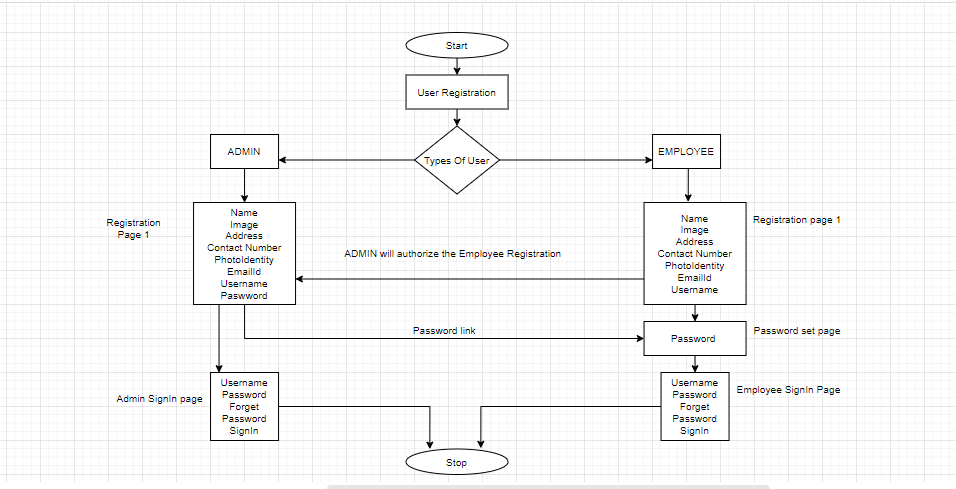 Start
User Registration
Types Of User
ADMIN
EMPLOYEE
Registration
Page 1
Name
Image
Address
Contact Number
PhotoIdentity
EmailId
Username
Paswword
ADMIN will authorize the Employee Registration
Name
Image
Address
Contact Number
PhotoIdentity
EmailId
Username
Registration page 1
Password link
Password
Password set page
Admin SignIn page
Username
Password
Forget
Password
SignIn
Username
Password
Forget
Password
SignIn
Employee SignIn Page
Stop